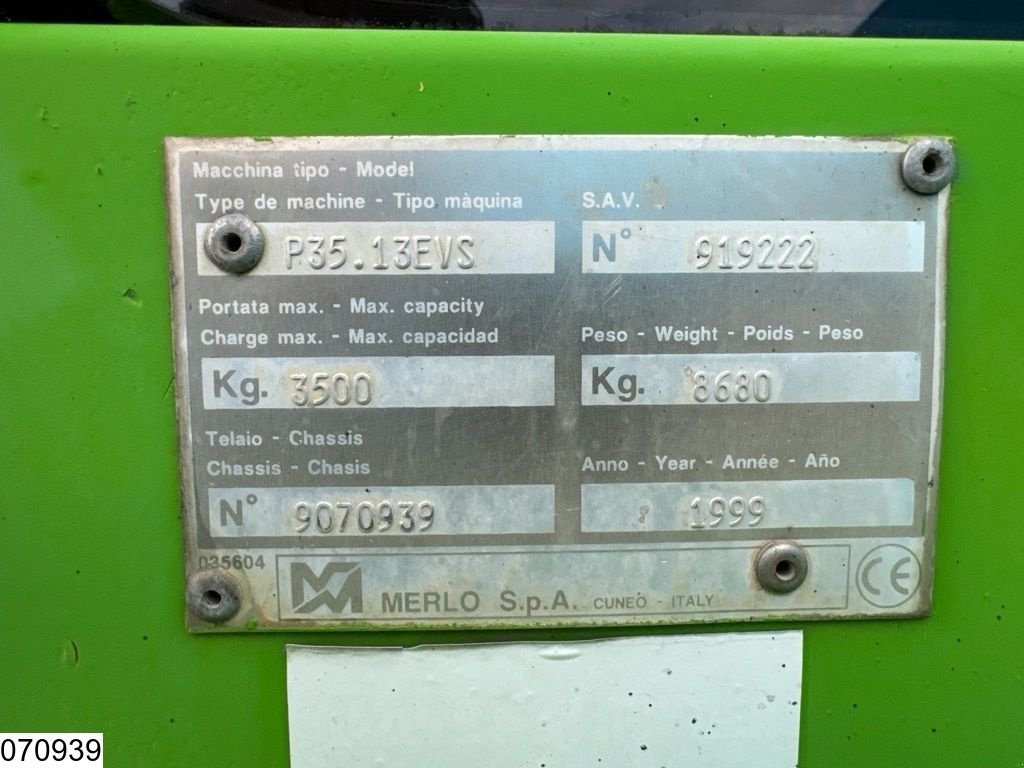 Macchina tipo - Model
Type de machine - Tipo màquina
P35.13EVS
S.A.V.
N° 919222
Portata max. - Max. capacity
Charge max. - Max. capacidad
Kg. 3500
Peso - Weight - Poids - Peso
Kg. 8680
Telaio - Chassis
Chassis - Chasis
N° 9070939
Anno - Year - Année - Año
1999
035604
MERLO S.p.A. CUNEO - ITALY
CE
070939